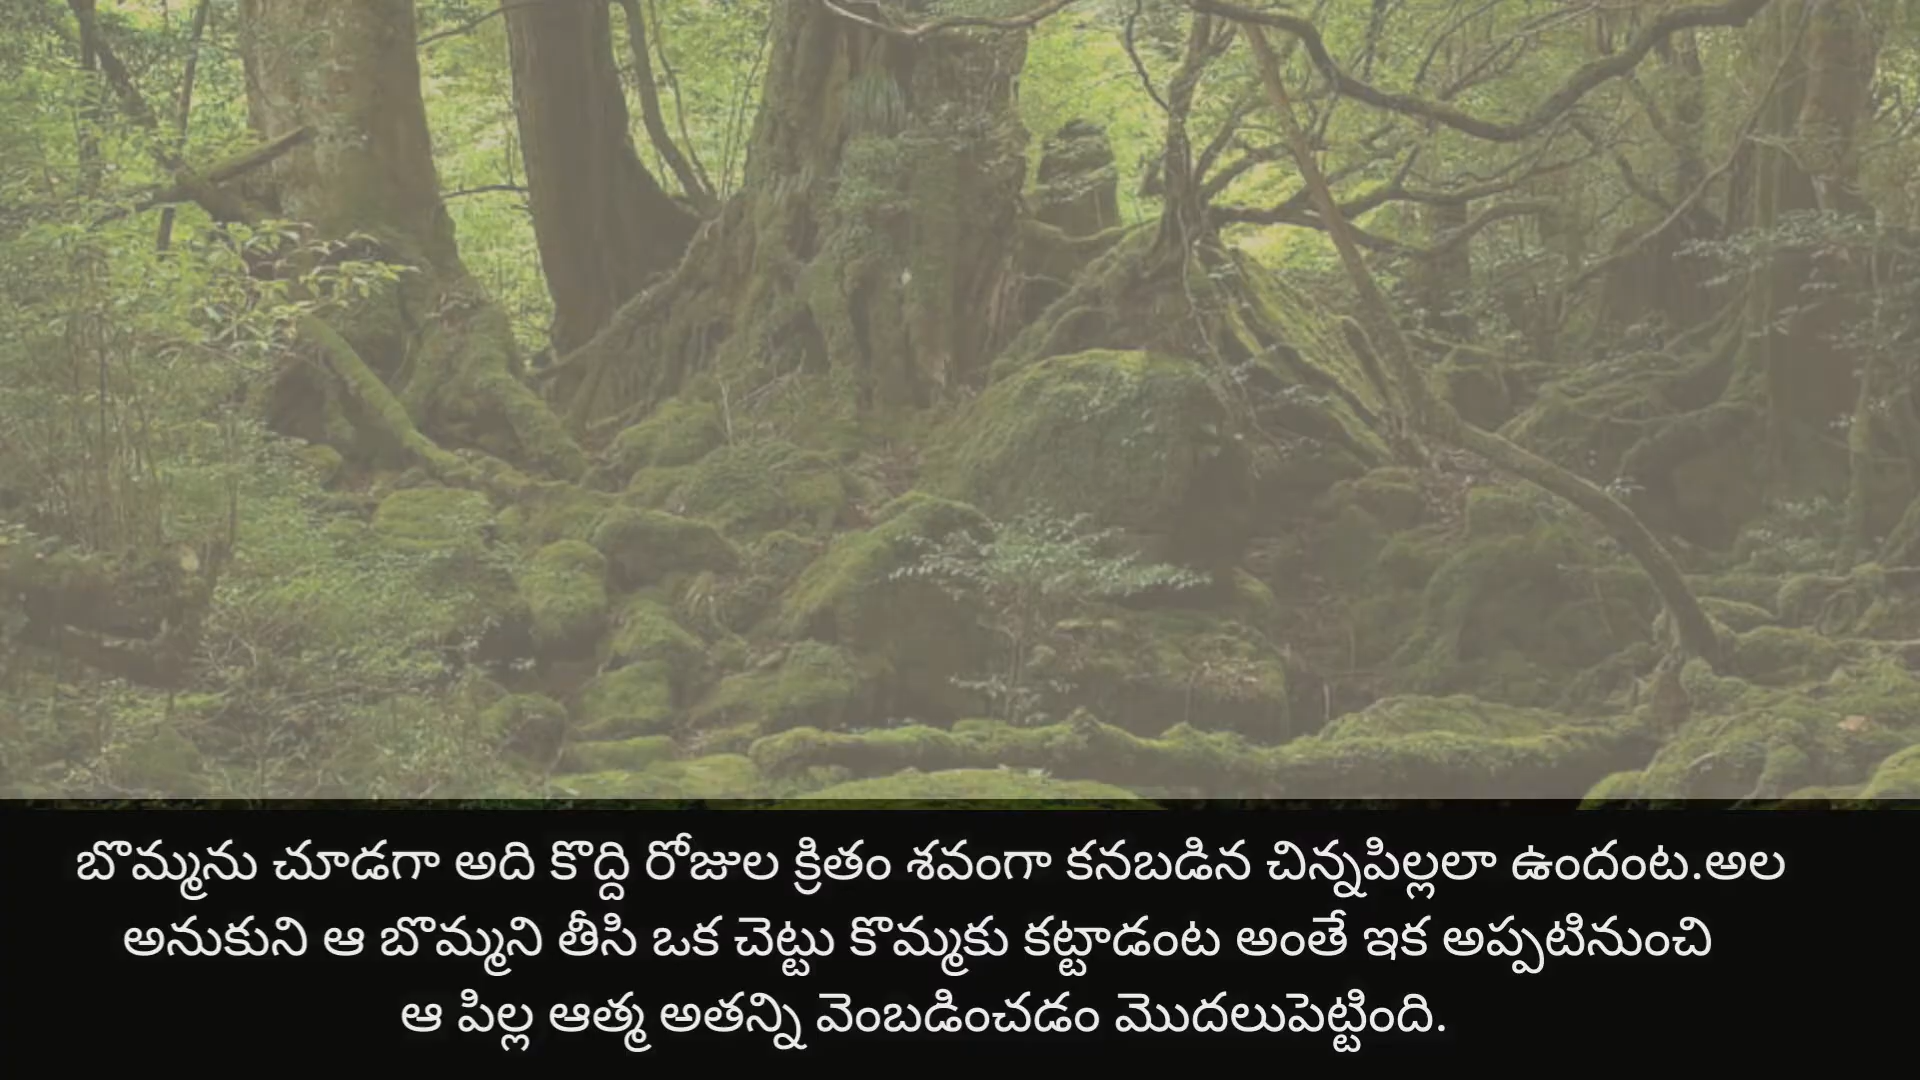 బొమ్మను చూడగా అది కొద్ది రోజుల క్రితం శవంగా కనబడిన చిన్నపిల్లలా ఉందంట.అల
అనుకుని ఆ బొమ్మని తీసి ఒక చెట్టు కొమ్మకు కట్టాడంట అంతే ఇక అప్పటినుంచి
ఆ పిల్ల ఆత్మ అతన్ని వెంబడించడం మొదలుపెట్టింది.